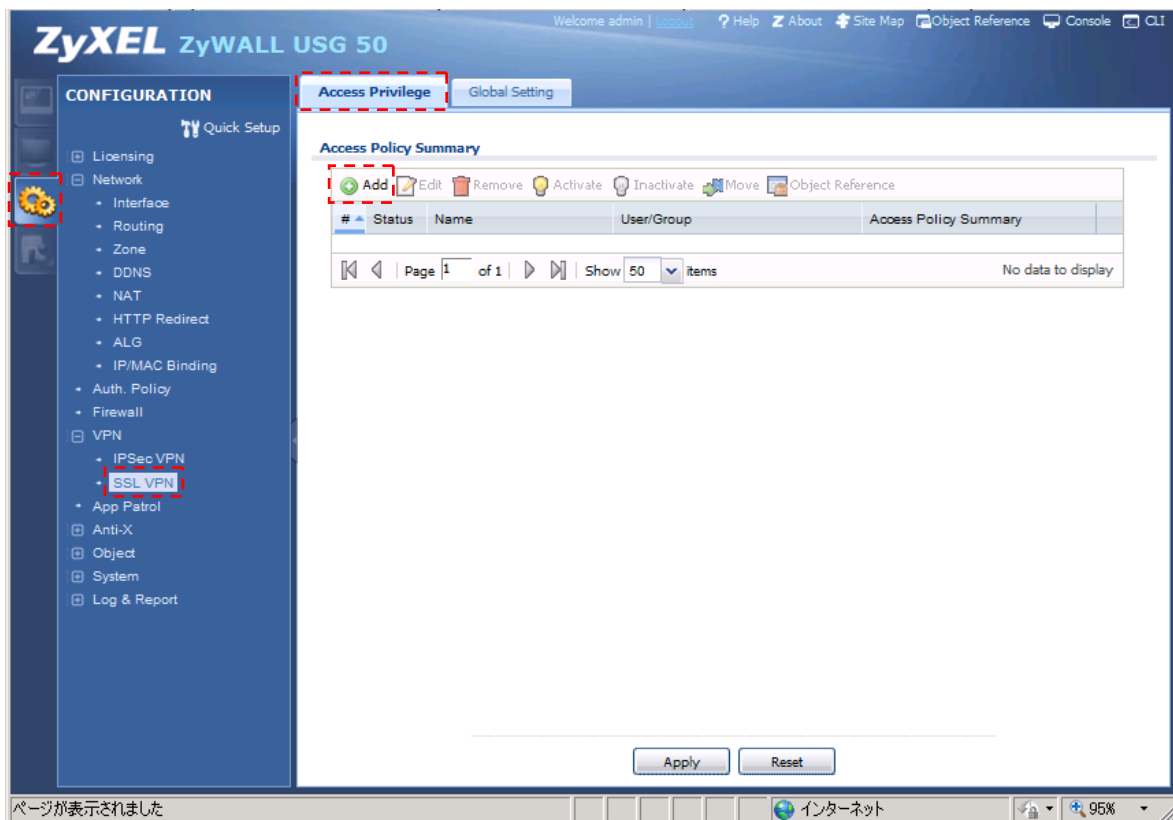 Welcome admin | Logout ? Help Z About Site Map Object Reference Console CLI
ZyXEL ZyWALL USG 50
CONFIGURATION
Quick Setup
Licensing
Network
Interface
Routing
Zone
DDNS
NAT
HTTP Redirect
ALG
IP/MAC Binding
Auth. Policy
Firewall
VPN
IPSec VPN
SSL VPN
App Patrol
Anti-X
Object
System
Log & Report
Access Privilege Global Setting
Access Policy Summary
Add Edit Remove Activate Inactivate Move Object Reference
# Status Name User/Group Access Policy Summary
Page 1 of 1 Show 50 items No data to display
Apply Reset
ページが表示されました インターネット 95%